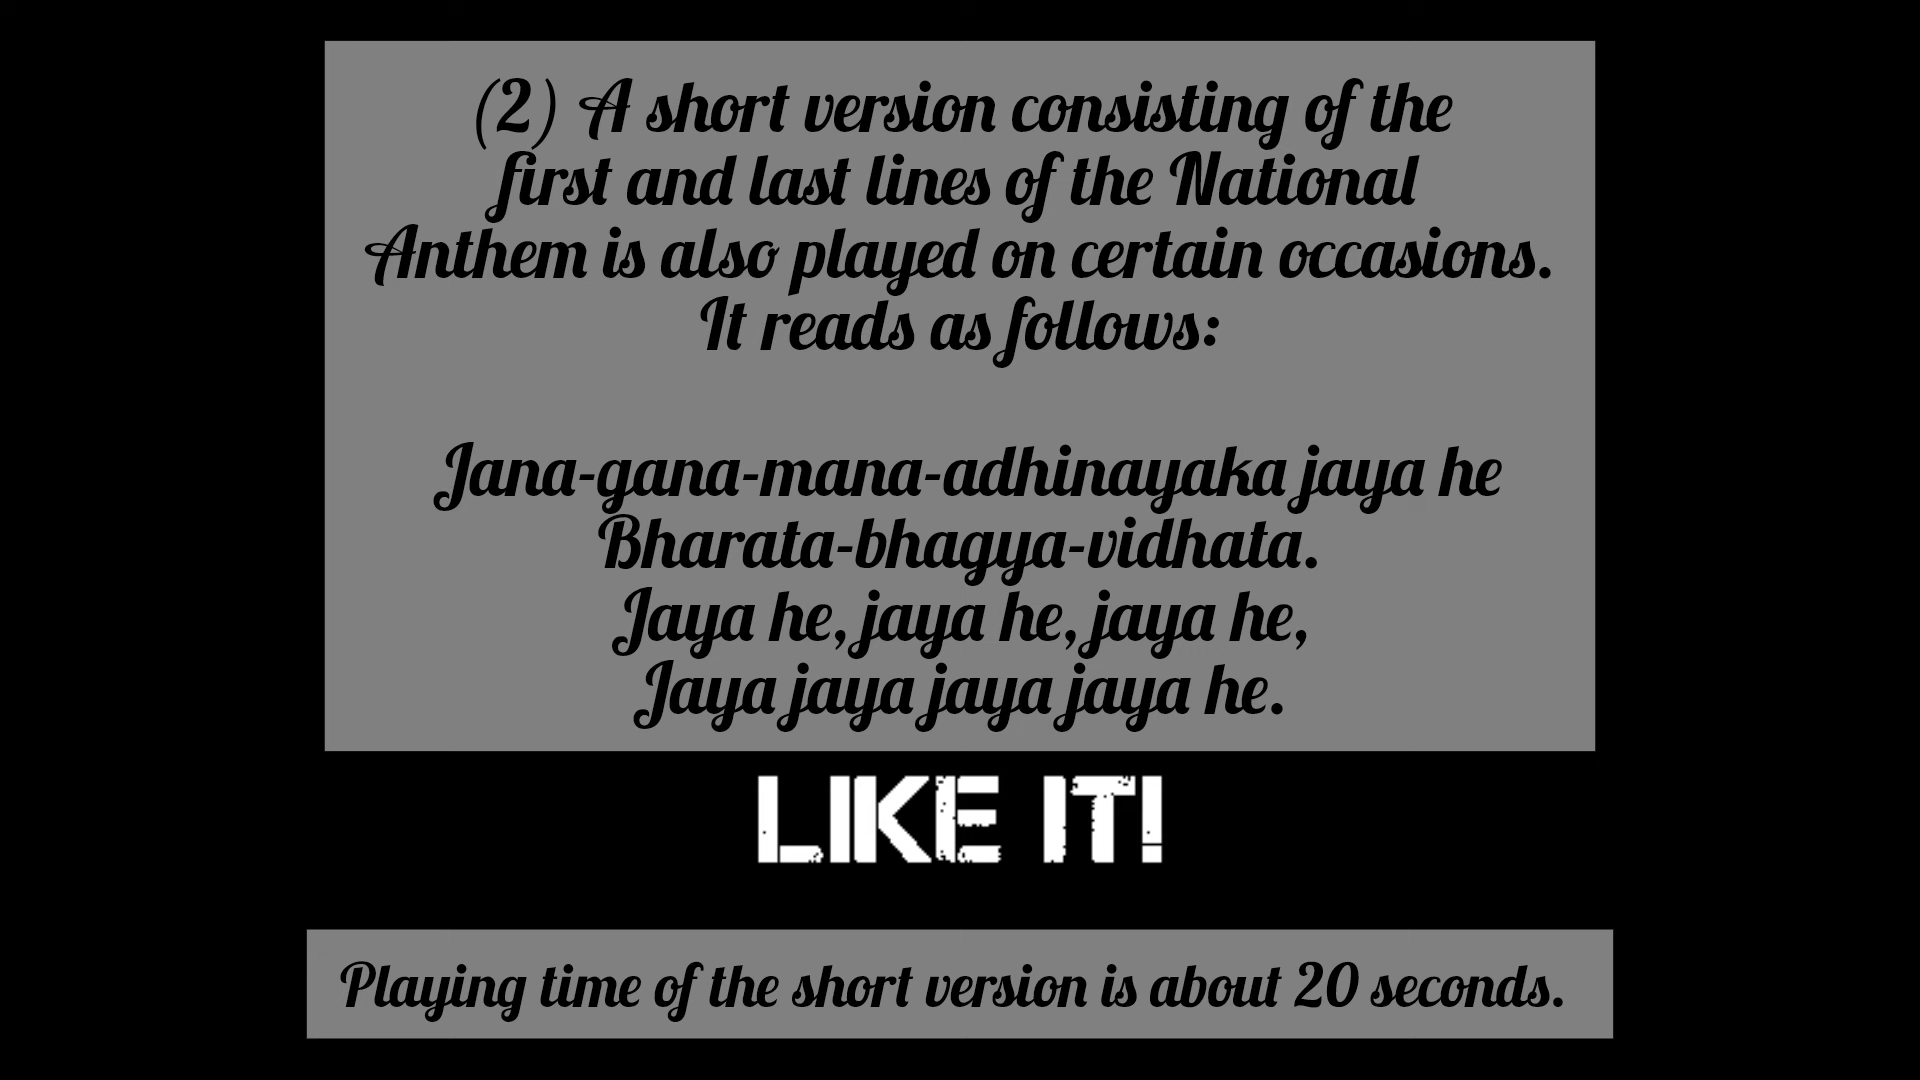 (2) A short version consisting of the
first and last lines of the National
Anthem is also played on certain occasions.
It reads as follows:
Jana-gana-mana-adhinayaka jaya he
Bharata-bhagya-vidhata.
Jaya he, jaya he, jaya he,
Jaya jaya jaya jaya he.
LIKE IT!
Playing time of the short version is about 20 seconds.